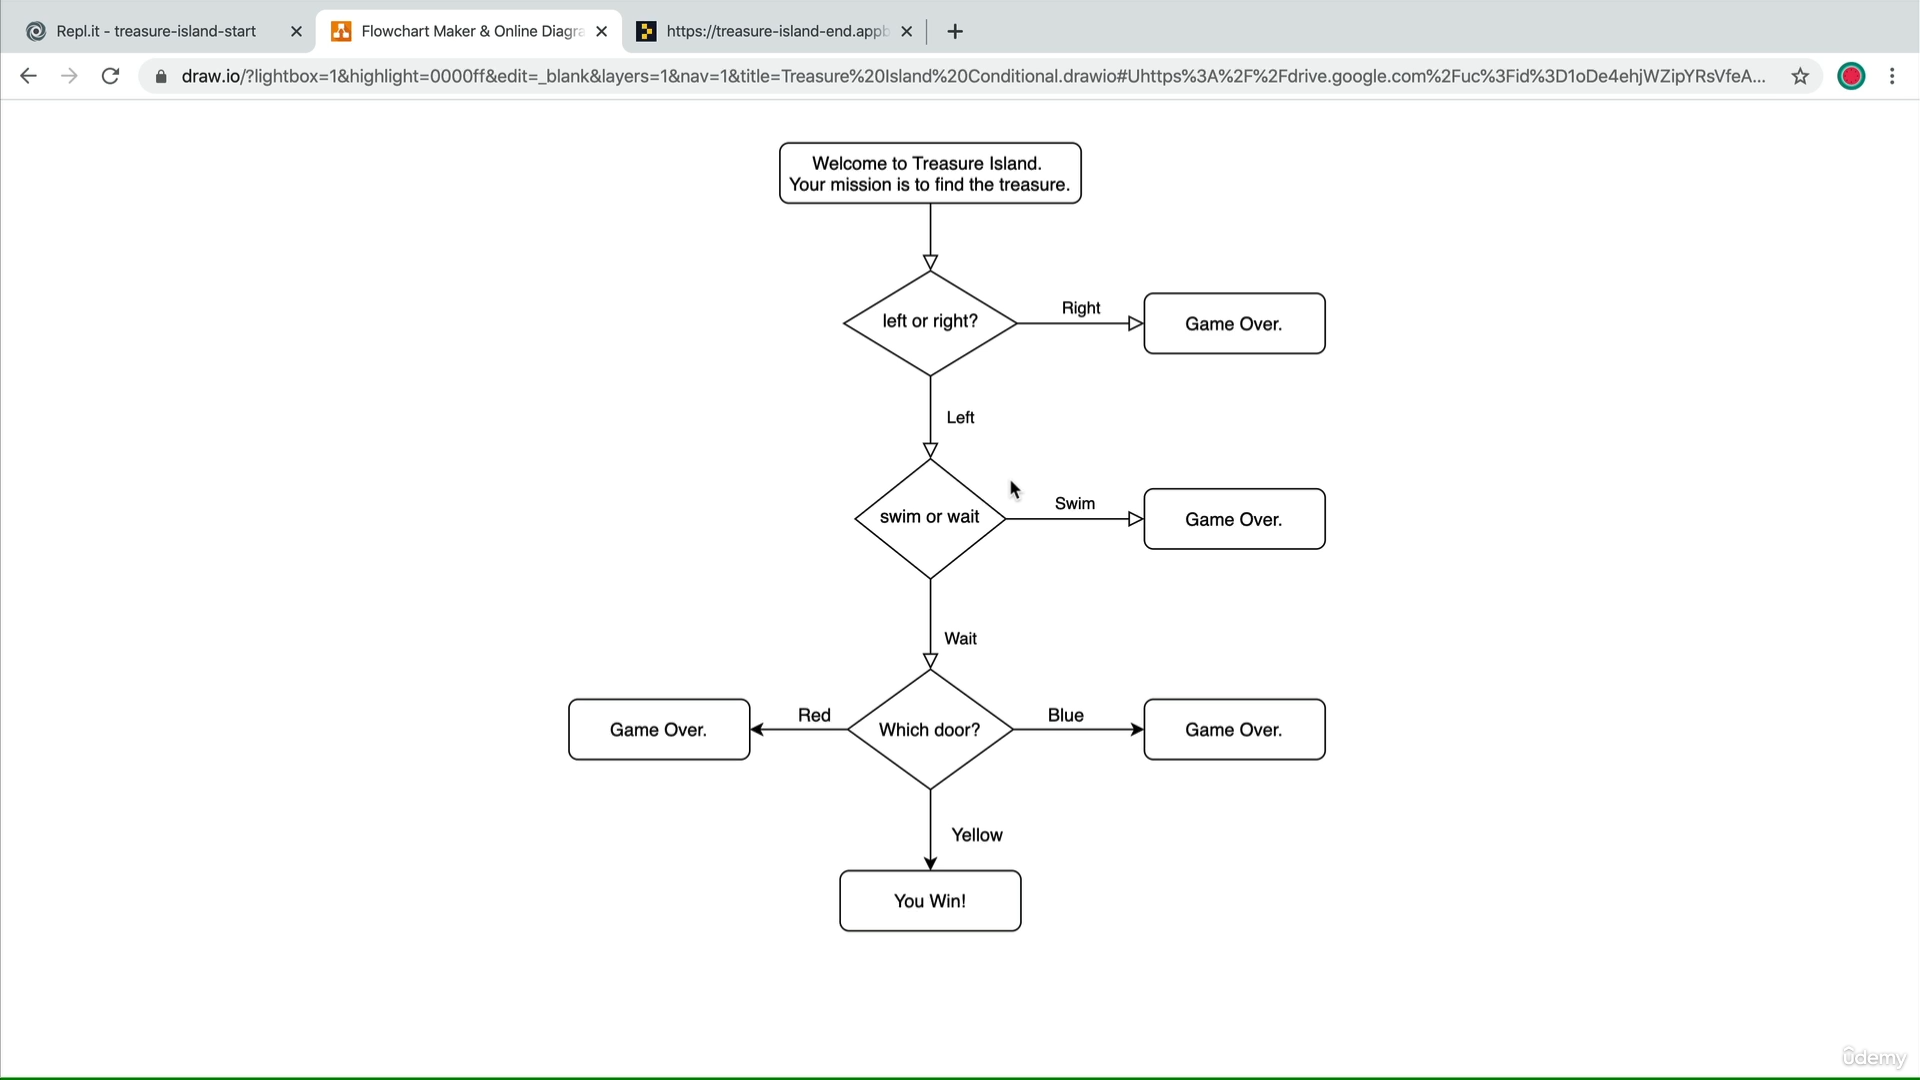 Repl.it - treasure-island-start
Flowchart Maker & Online Diagra
https://treasure-island-end.appb
draw.io/?lightbox=1&highlight=0000ff&edit=_blank&layers=1&nav=1&title=Treasure%20Island%20Conditional.drawio#Uhttps%3A%2F%2Fdrive.google.com%2Fuc%3Fid%3D1oDe4ehjWZipYRsVfeA...
Welcome to Treasure Island.
Your mission is to find the treasure.
left or right?
Right
Game Over.
Left
swim or wait
Swim
Game Over.
Wait
Game Over.
Red
Which door?
Blue
Game Over.
Yellow
You Win!
ûdemy